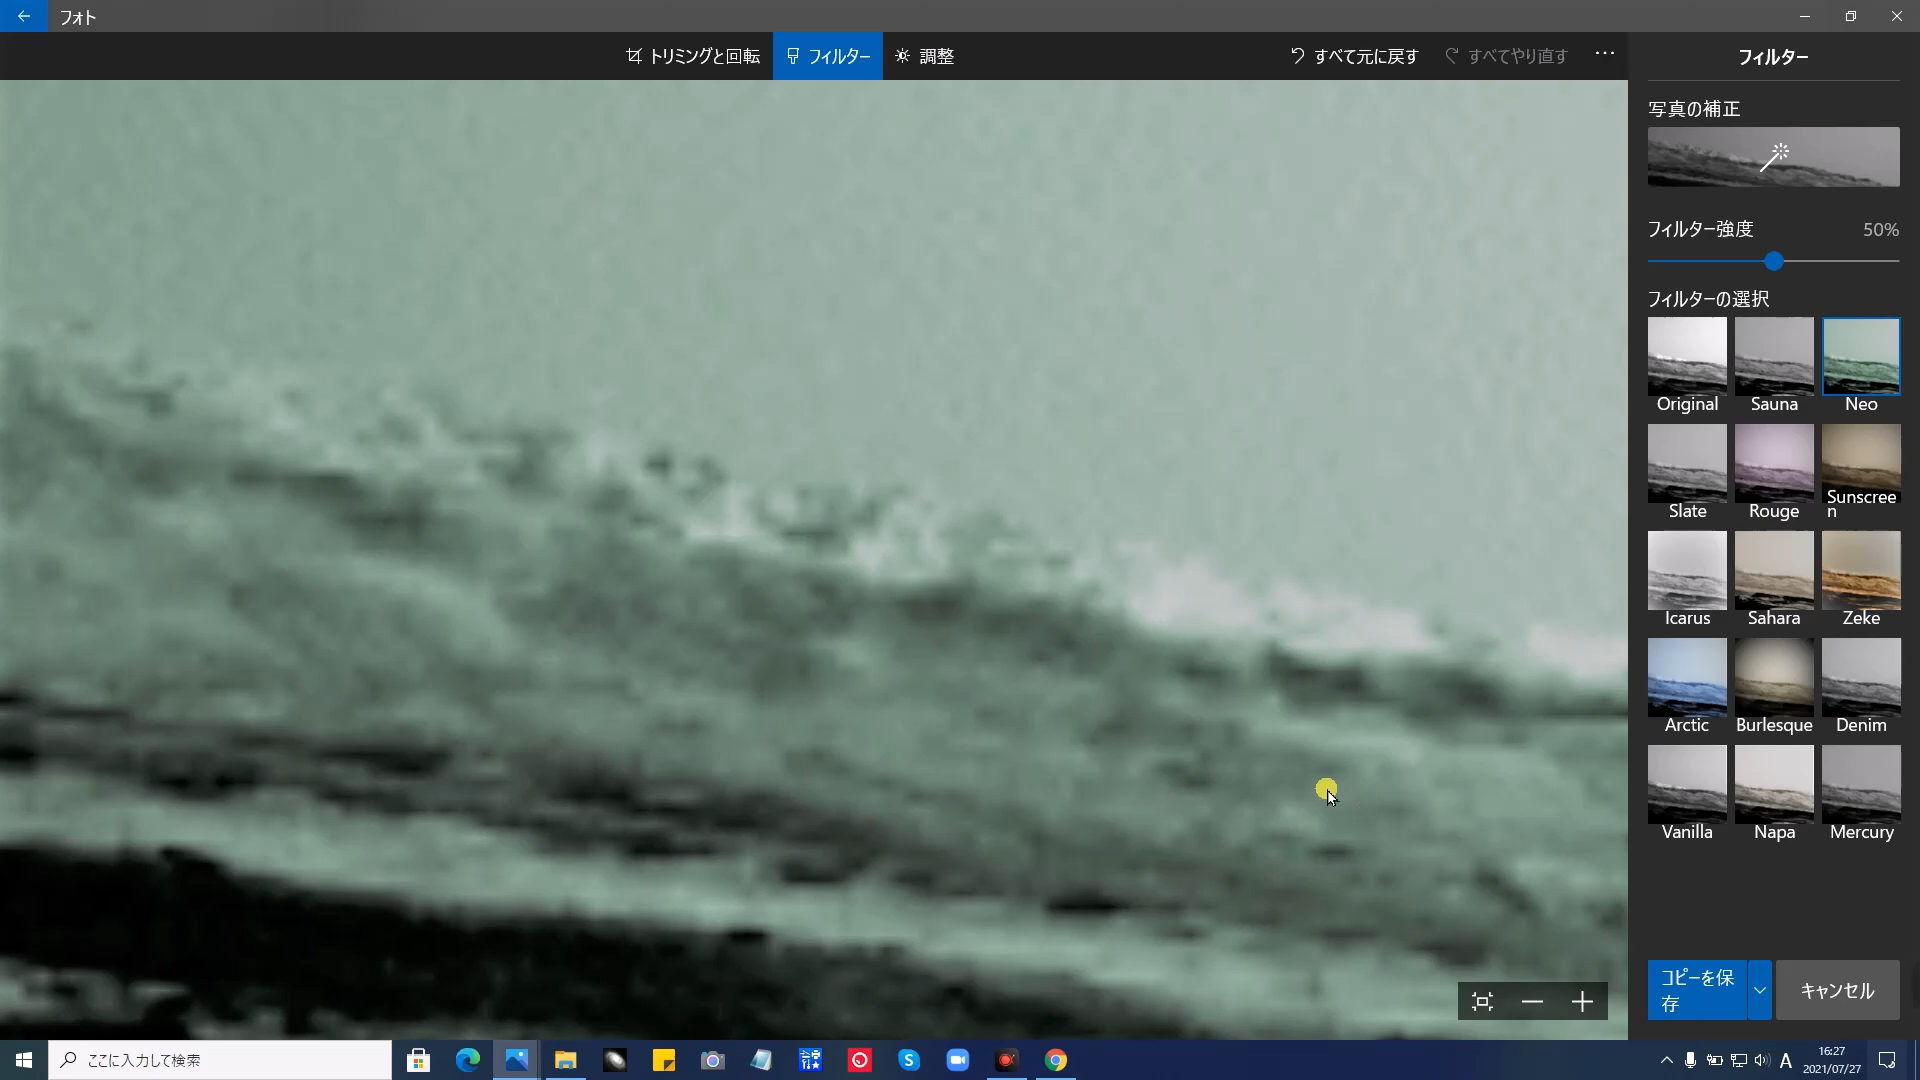 フォト
トリミングと回転
フィルター
調整
すべて元に戻す
すべてやり直す
フィルター
写真の補正
フィルター強度 50%
フィルターの選択
Original Sauna Neo
Slate Rouge Sunscree
n
Icarus Sahara Zeke
Arctic Burlesque Denim
Vanilla Napa Mercury
コピーを保
存
キャンセル
ここに入力して検索
A
16:27
2021/07/27